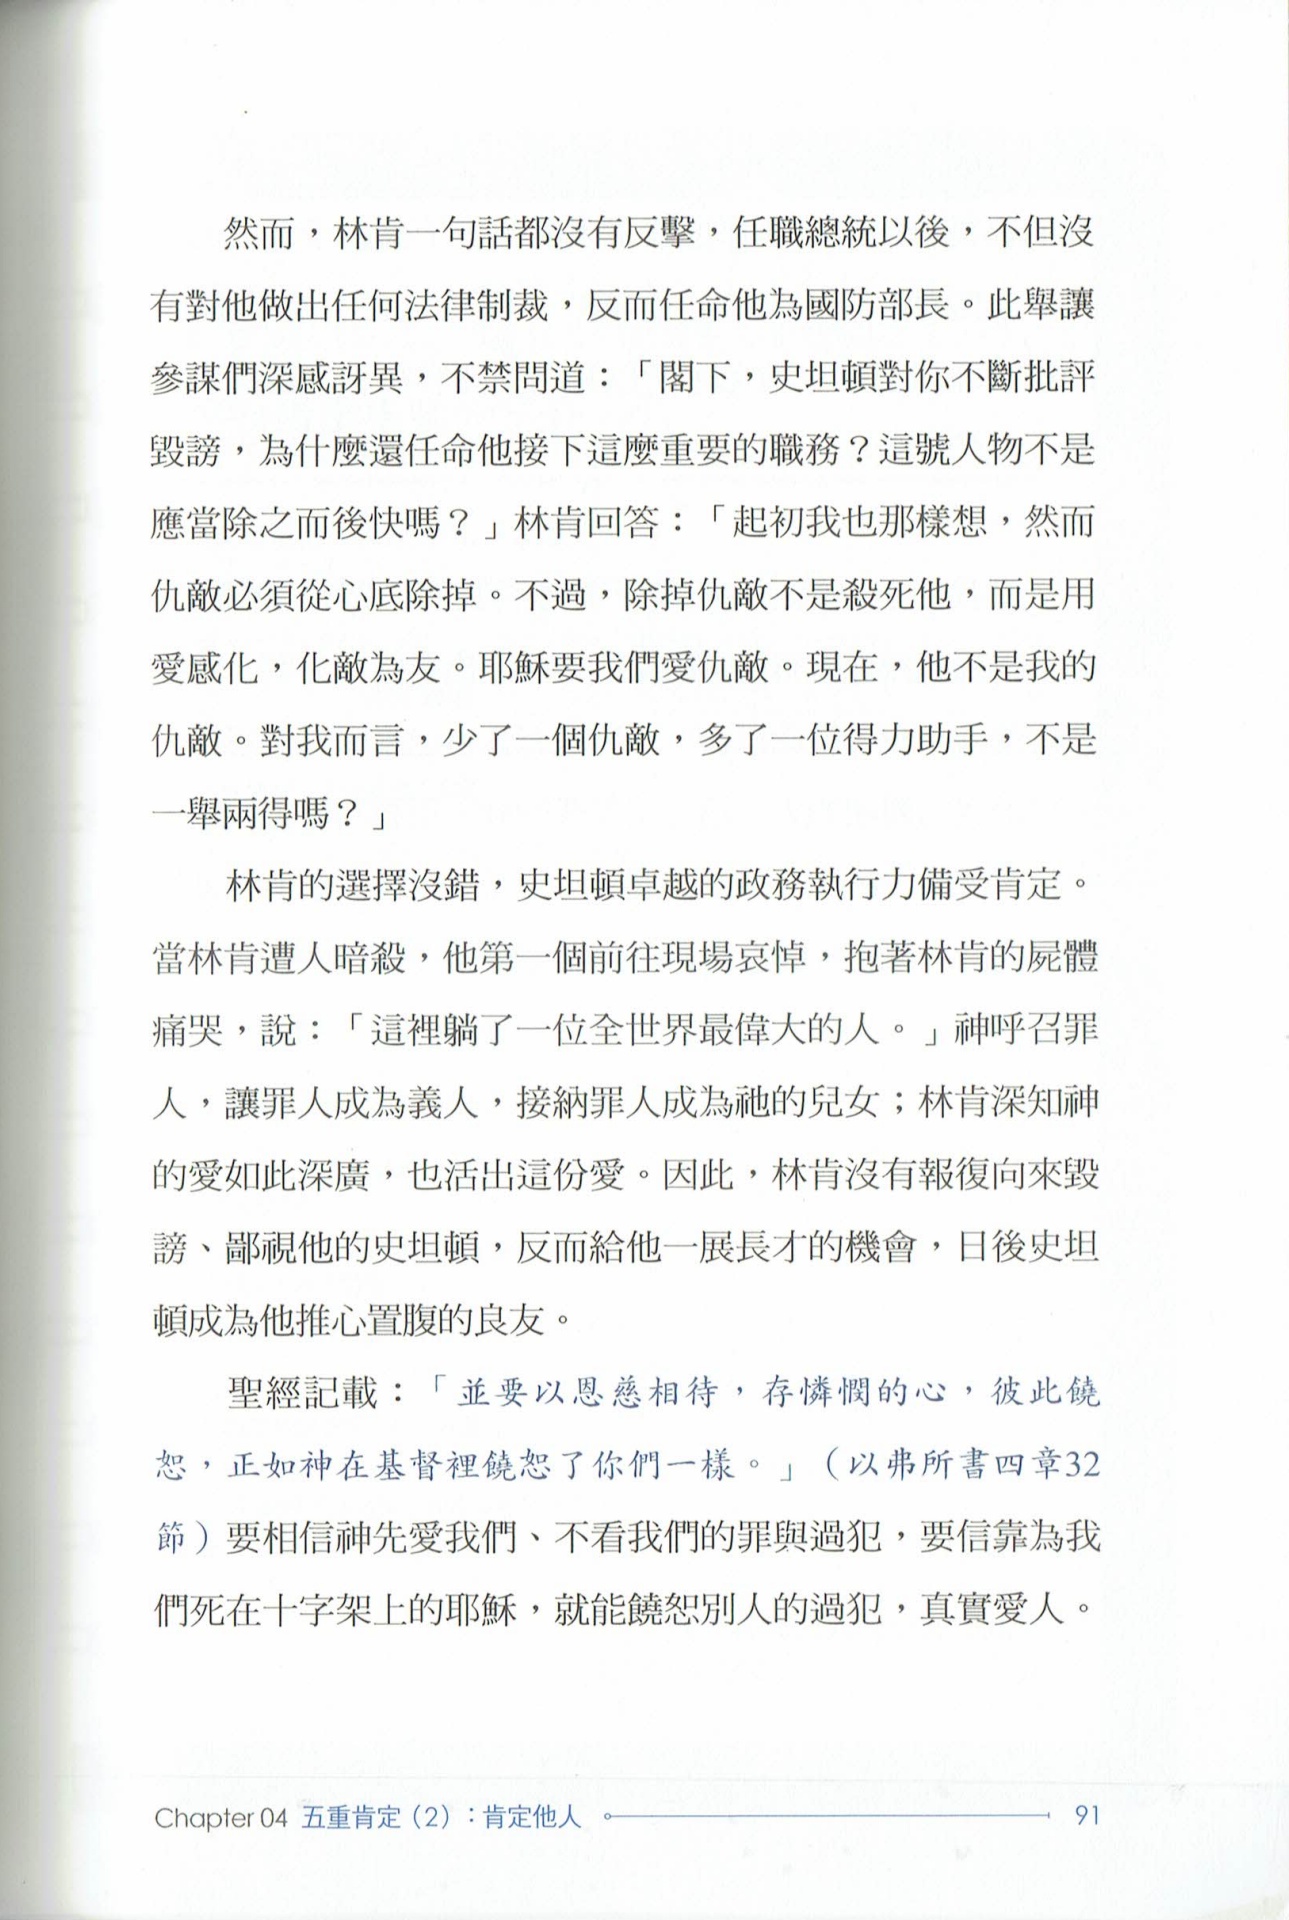 然而，林肯一句話都沒有反擊，任職總統以後，不但沒
有對他做出任何法律制裁，反而任命他為國防部長。此舉讓
參謀們深感訝異，不禁問道：「閣下，史坦頓對你不斷批評
毀謗，為什麼還任命他接下這麼重要的職務？這號人物不是
應當除之而後快嗎？」林肯回答：「起初我也那樣想，然而
仇敵必須從心底除掉。不過，除掉仇敵不是殺死他，而是用
愛感化，化敵為友。耶穌要我們愛仇敵。現在，他不是我的
仇敵。對我而言，少了一個仇敵，多了一位得力助手，不是
一舉兩得嗎？」
林肯的選擇沒錯，史坦頓卓越的政務執行力備受肯定。
當林肯遭人暗殺，他第一個前往現場哀悼，抱著林肯的屍體
痛哭，說：「這裡躺了一位全世界最偉大的人。」神呼召罪
人，讓罪人成為義人，接納罪人成為祂的兒女；林肯深知神
的愛如此深廣，也活出這份愛。因此，林肯沒有報復向來毀
謗、鄙視他的史坦頓，反而給他一展長才的機會，日後史坦
頓成為他推心置腹的良友。
聖經記載：「並要以恩慈相待，存憐憫的心，彼此饒
恕，正如神在基督裡饒恕了你們一樣。」（以弗所書四章32
節）要相信神先愛我們、不看我們的罪與過犯，要信靠為我
們死在十字架上的耶穌，就能饒恕別人的過犯，真實愛人。
Chapter 04 五重肯定（2）：肯定他人 91